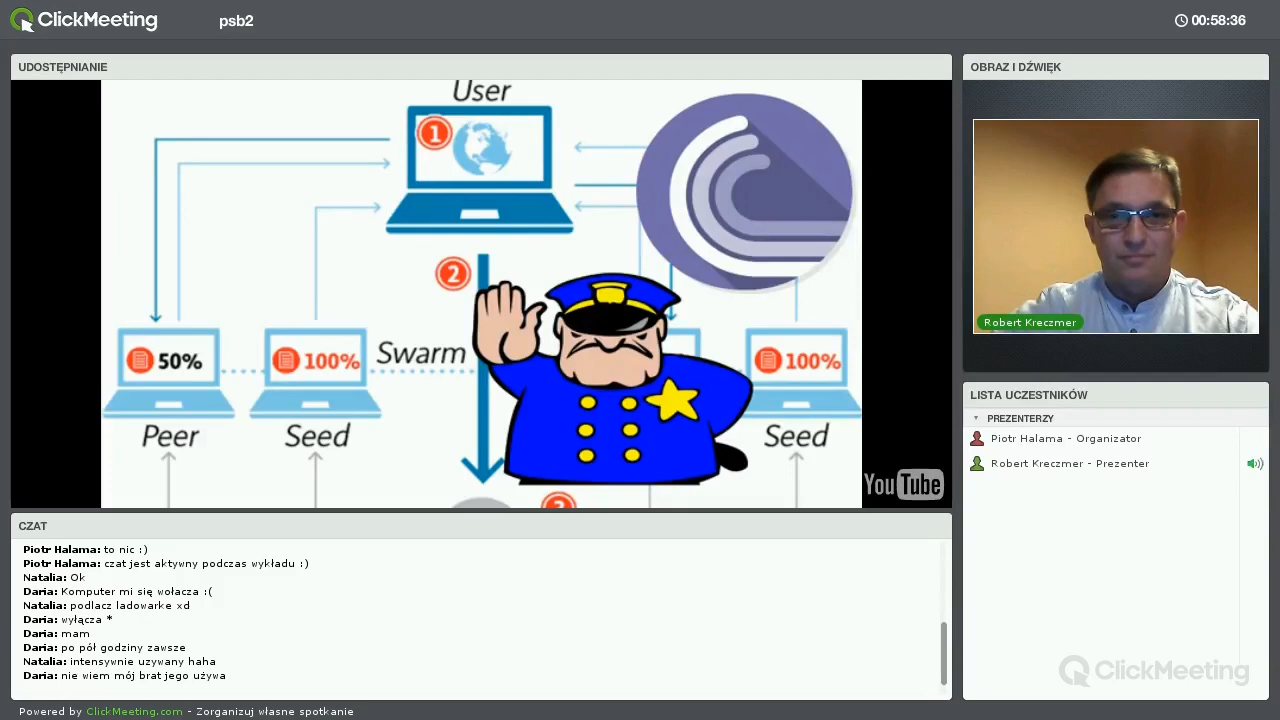 ClickMeeting
psb2
00:58:36
UDOSTĘPNIANIE
User
1
2
50%
100%
Swarm
100%
Peer
Seed
Seed
YouTube
OBRAZ I DŹWIĘK
Robert Kreczmer
LISTA UCZESTNIKÓW
PREZENTERZY
Piotr Halama - Organizator
Robert Kreczmer - Prezenter
ClickMeeting
CZAT
Piotr Halama: to nic :)
Piotr Halama: czat jest aktywny podczas wykładu :)
Natalia: Ok
Daria: Komputer mi się wołacza :(
Natalia: podlacz ladowarke xd
Daria: wyłącza *
Daria: mam
Daria: po pół godziny zawsze
Natalia: intensywnie uzywany haha
Daria: nie wiem mój brat jego używa
Powered by ClickMeeting.com - Zorganizuj własne spotkanie